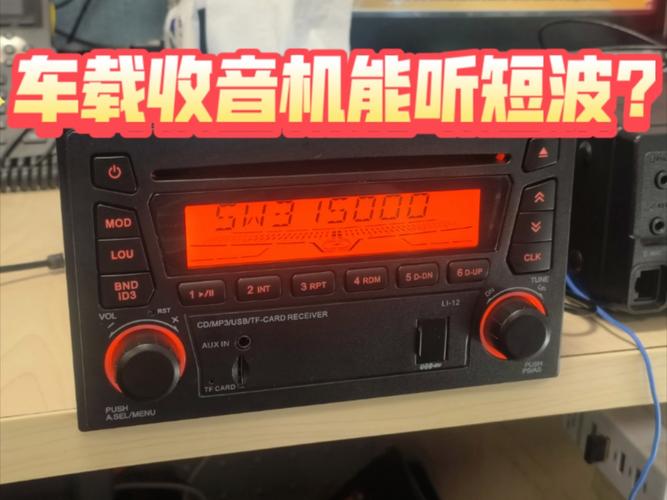 车载收音机能听短波？
SW3 15000
MOD
LOU
BND
ID3
CLK
1 ▶/II
2 INT
3 RPT
4 RDM
5 D-DN
6 D-UP
VOL
RST
CD/MP3/USB/TF-CARD RECEIVER
LI-12
AUX IN
TF CARD
DN
TUNE
PUSH
A.SEL/MENU
PUSH
PS/AS